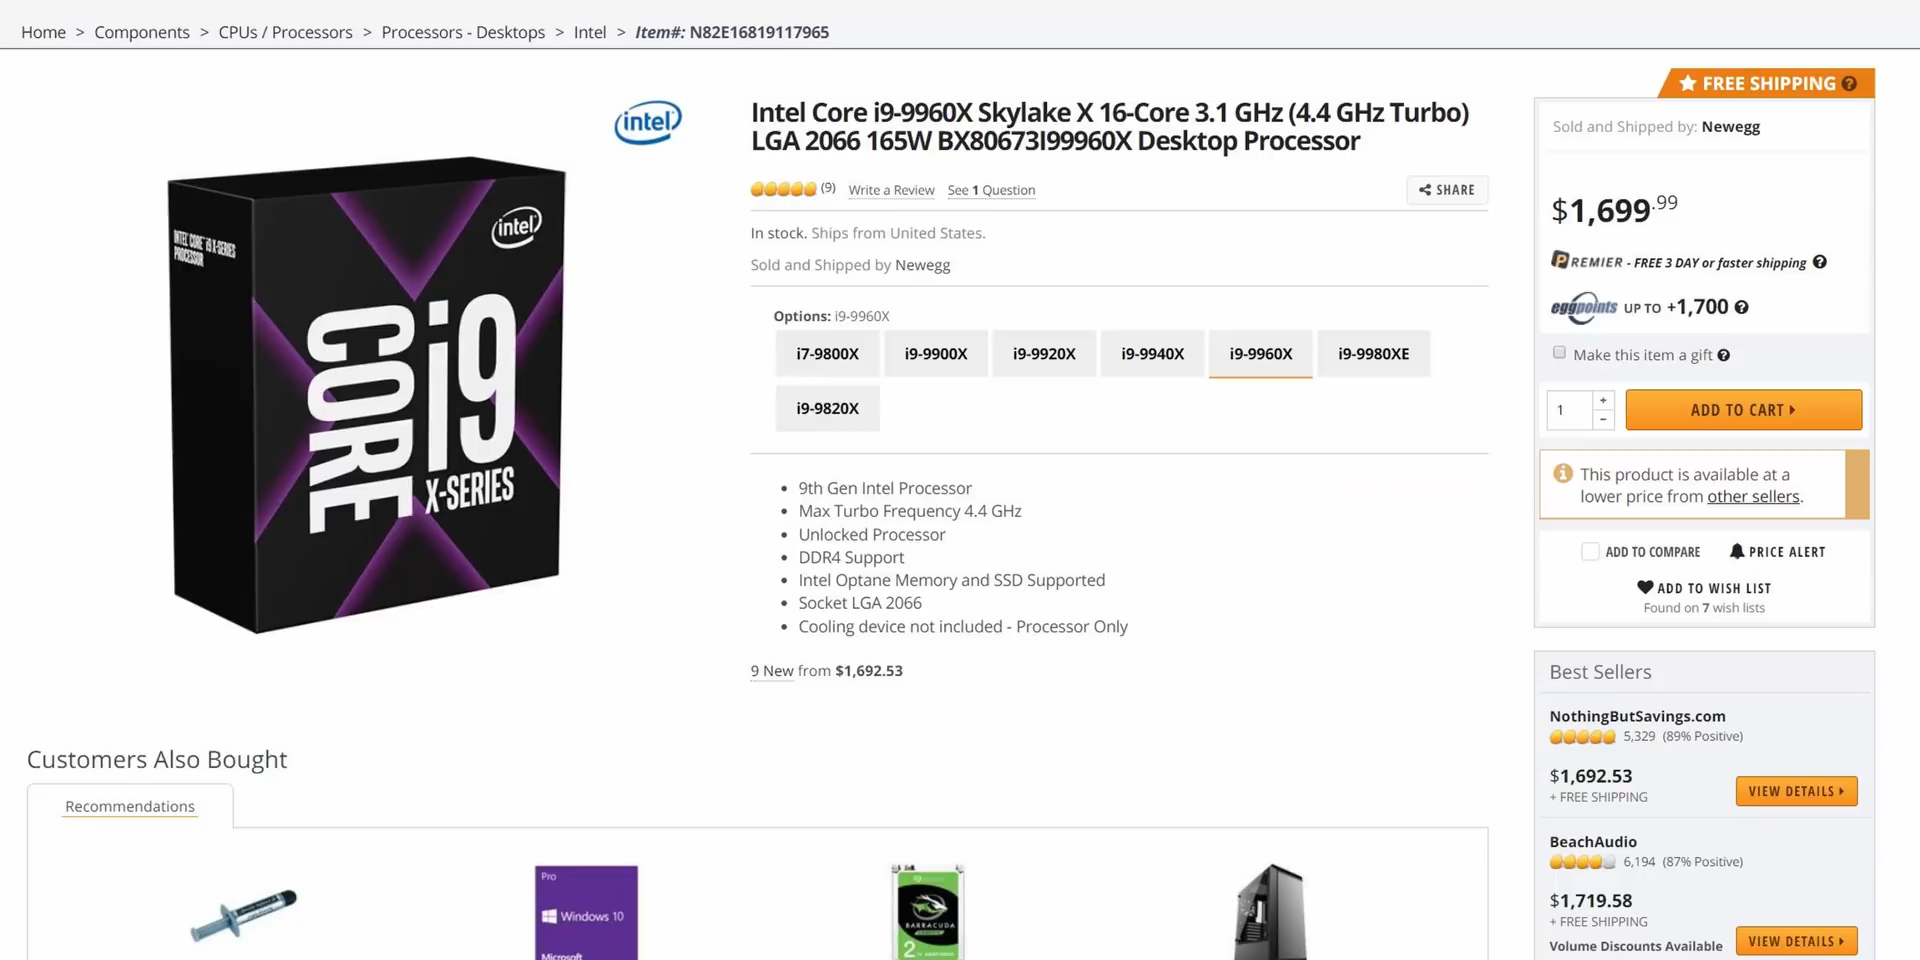 Home > Components > CPUs / Processors > Processors - Desktops > Intel > Item#: N82E16819117965
intel
INTEL CORE i9 X-SERIES
PROCESSOR
intel
CORE i9
X-SERIES
Intel Core i9-9960X Skylake X 16-Core 3.1 GHz (4.4 GHz Turbo)
LGA 2066 165W BX80673I99960X Desktop Processor
(9) Write a Review See 1 Question
SHARE
In stock. Ships from United States.
Sold and Shipped by Newegg
Options: i9-9960X
i7-9800X i9-9900X i9-9920X i9-9940X i9-9960X i9-9980XE
i9-9820X
9th Gen Intel Processor
Max Turbo Frequency 4.4 GHz
Unlocked Processor
DDR4 Support
Intel Optane Memory and SSD Supported
Socket LGA 2066
Cooling device not included - Processor Only
9 New from $1,692.53
FREE SHIPPING ?
Sold and Shipped by: Newegg
$1,699.99
PREMIER - FREE 3 DAY or faster shipping ?
eggpoints UP TO +1,700 ?
Make this item a gift ?
1 + -
ADD TO CART
This product is available at a
lower price from other sellers.
ADD TO COMPARE PRICE ALERT
ADD TO WISH LIST
Found on 7 wish lists
Best Sellers
NothingButSavings.com
5,329 (89% Positive)
$1,692.53
+ FREE SHIPPING
VIEW DETAILS
BeachAudio
6,194 (87% Positive)
$1,719.58
+ FREE SHIPPING
Volume Discounts Available
VIEW DETAILS
Customers Also Bought
Recommendations
Pro
Windows 10
Microsoft
BARRACUDA
2